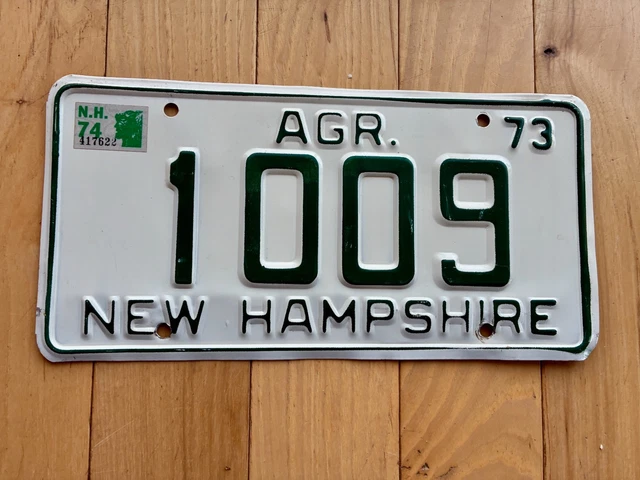 N.H.
74
417622
AGR.
73
1009
NEW HAMPSHIRE